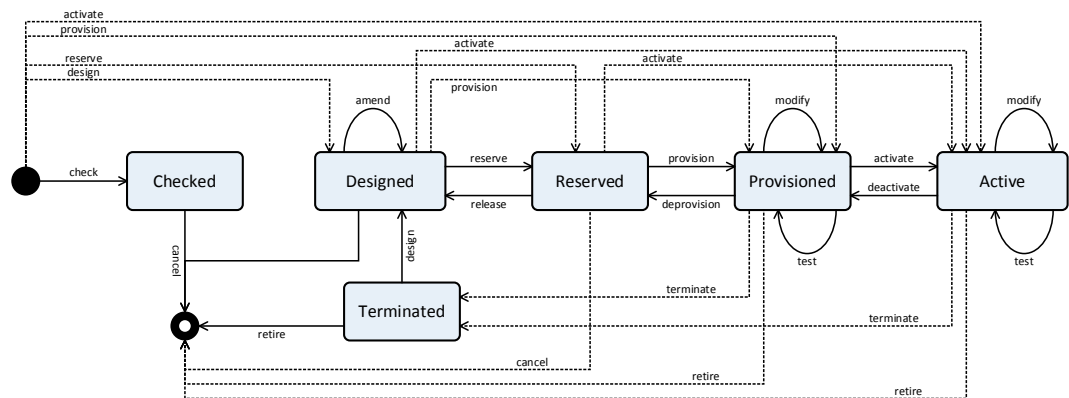 activate
provision
activate
reserve
activate
design
provision
amend
modify
modify
check
Checked
Designed
reserve
release
Reserved
provision
deprovision
Provisioned
activate
deactivate
Active
cancel
design
test
test
terminate
Terminated
terminate
retire
cancel
retire
retire